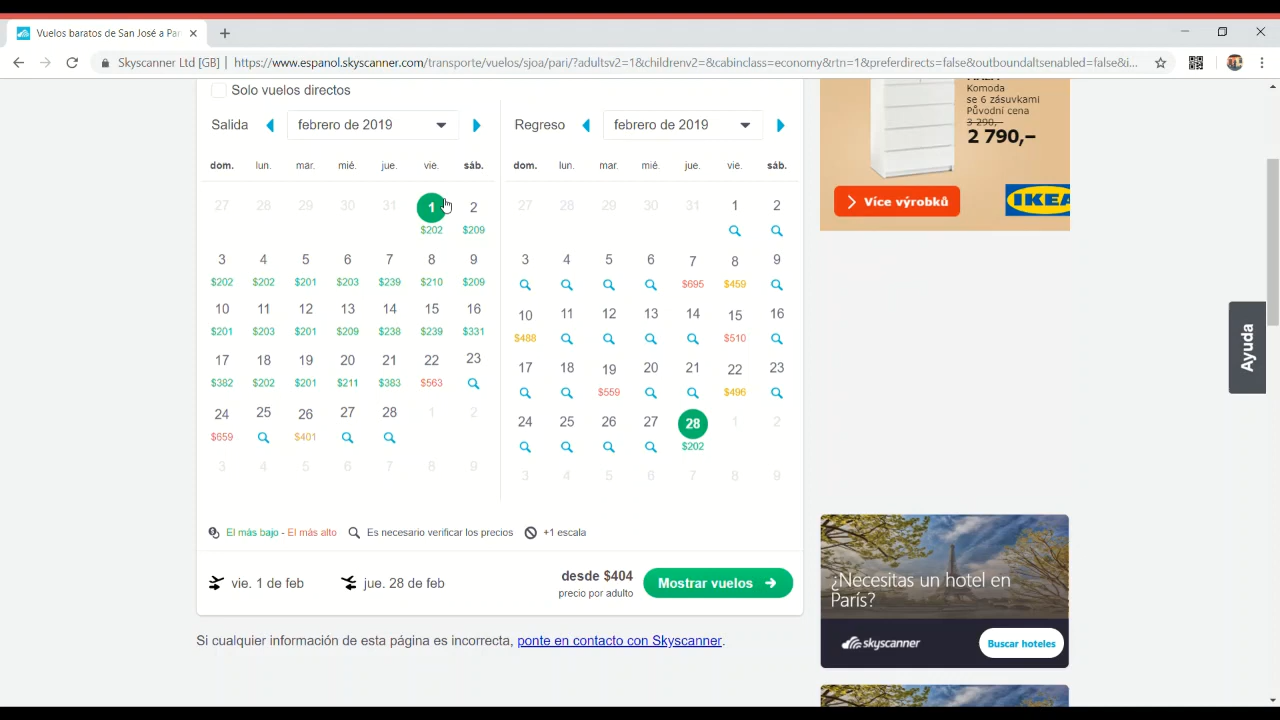 Vuelos baratos de San José a Par
Skyscanner Ltd [GB] | https://www.espanol.skyscanner.com/transporte/vuelos/sjoa/pari/?adultsv2=1&childrenv2=&cabinclass=economy&rtn=1&preferdirects=false&outboundaltsenabled=false&i...
Solo vuelos directos
Salida febrero de 2019
dom. lun. mar. mié. jue. vie. sáb.
27 28 29 30 31 1 2
$202 $209
3 4 5 6 7 8 9
$202 $202 $201 $203 $239 $210 $209
10 11 12 13 14 15 16
$201 $203 $201 $209 $238 $239 $331
17 18 19 20 21 22 23
$382 $202 $201 $211 $383 $563
24 25 26 27 28 1 2
$659 $401
3 4 5 6 7 8 9
Regreso febrero de 2019
dom. lun. mar. mié. jue. vie. sáb.
27 28 29 30 31 1 2
3 4 5 6 7 8 9
$695 $459
10 11 12 13 14 15 16
$488 $510
17 18 19 20 21 22 23
$559 $496
24 25 26 27 28 1 2
$202
3 4 5 6 7 8 9
El más bajo - El más alto Es necesario verificar los precios +1 escala
vie. 1 de feb jue. 28 de feb
desde $404
precio por adulto
Mostrar vuelos
Si cualquier información de esta página es incorrecta, ponte en contacto con Skyscanner.
Komoda
se 6 zásuvkami
Původní cena
3 290,–
2 790,–
Více výrobků
IKEA
Ayuda
¿Necesitas un hotel en
París?
skyscanner
Buscar hoteles